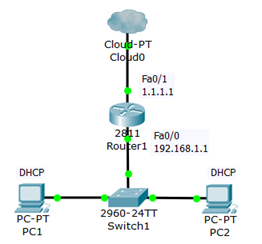 Cloud-PT
Cloud0
Fa0/1
1.1.1.1
2811
Router1
Fa0/0
192.168.1.1
DHCP
DHCP
PC-PT
PC1
2960-24TT
Switch1
PC-PT
PC2